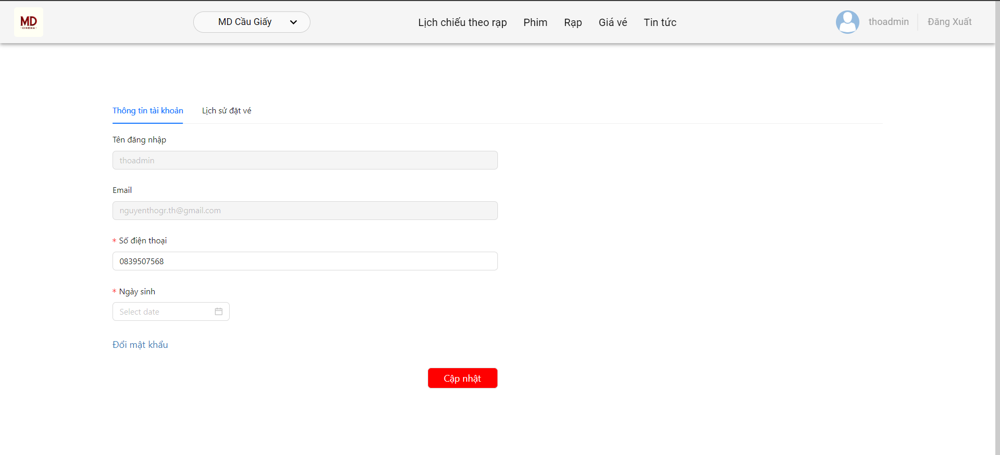 MD
CINEMA
MD Cầu Giấy
Lịch chiếu theo rạp Phim Rạp Giá vé Tin tức
thoadmin Đăng Xuất
Thông tin tài khoản Lịch sử đặt vé
Tên đăng nhập
thoadmin
Email
nguyenthogr.th@gmail.com
* Số điện thoại
0839507568
* Ngày sinh
Select date
Đổi mật khẩu
Cập nhật